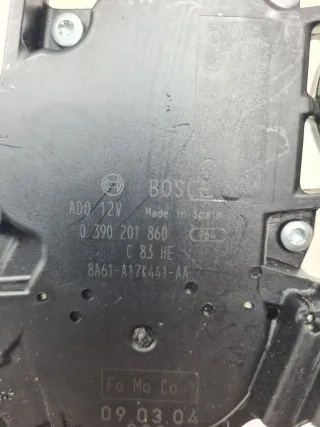 BOSCH
ADO 12V Made in Spain
0 390 201 860 864
C 83 HE
8A61-A17K441-AA
Fo Mo Co
09.03.04